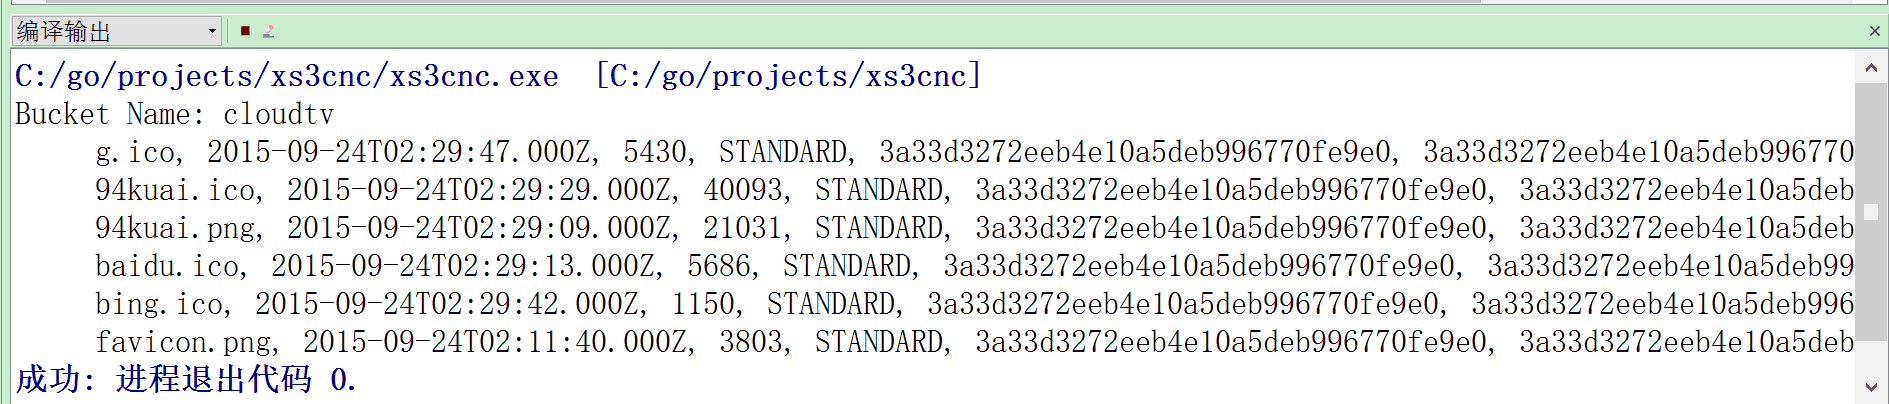 编译输出
C:/go/projects/xs3cnc/xs3cnc.exe  [C:/go/projects/xs3cnc]
Bucket Name: cloudtv
g.ico, 2015-09-24T02:29:47.000Z, 5430, STANDARD, 3a33d3272eeb4e10a5deb996770fe9e0, 3a33d3272eeb4e10a5deb996770
94kuai.ico, 2015-09-24T02:29:29.000Z, 40093, STANDARD, 3a33d3272eeb4e10a5deb996770fe9e0, 3a33d3272eeb4e10a5deb
94kuai.png, 2015-09-24T02:29:09.000Z, 21031, STANDARD, 3a33d3272eeb4e10a5deb996770fe9e0, 3a33d3272eeb4e10a5deb
baidu.ico, 2015-09-24T02:29:13.000Z, 5686, STANDARD, 3a33d3272eeb4e10a5deb996770fe9e0, 3a33d3272eeb4e10a5deb99
bing.ico, 2015-09-24T02:29:42.000Z, 1150, STANDARD, 3a33d3272eeb4e10a5deb996770fe9e0, 3a33d3272eeb4e10a5deb996
favicon.png, 2015-09-24T02:11:40.000Z, 3803, STANDARD, 3a33d3272eeb4e10a5deb996770fe9e0, 3a33d3272eeb4e10a5deb
成功: 进程退出代码 0.